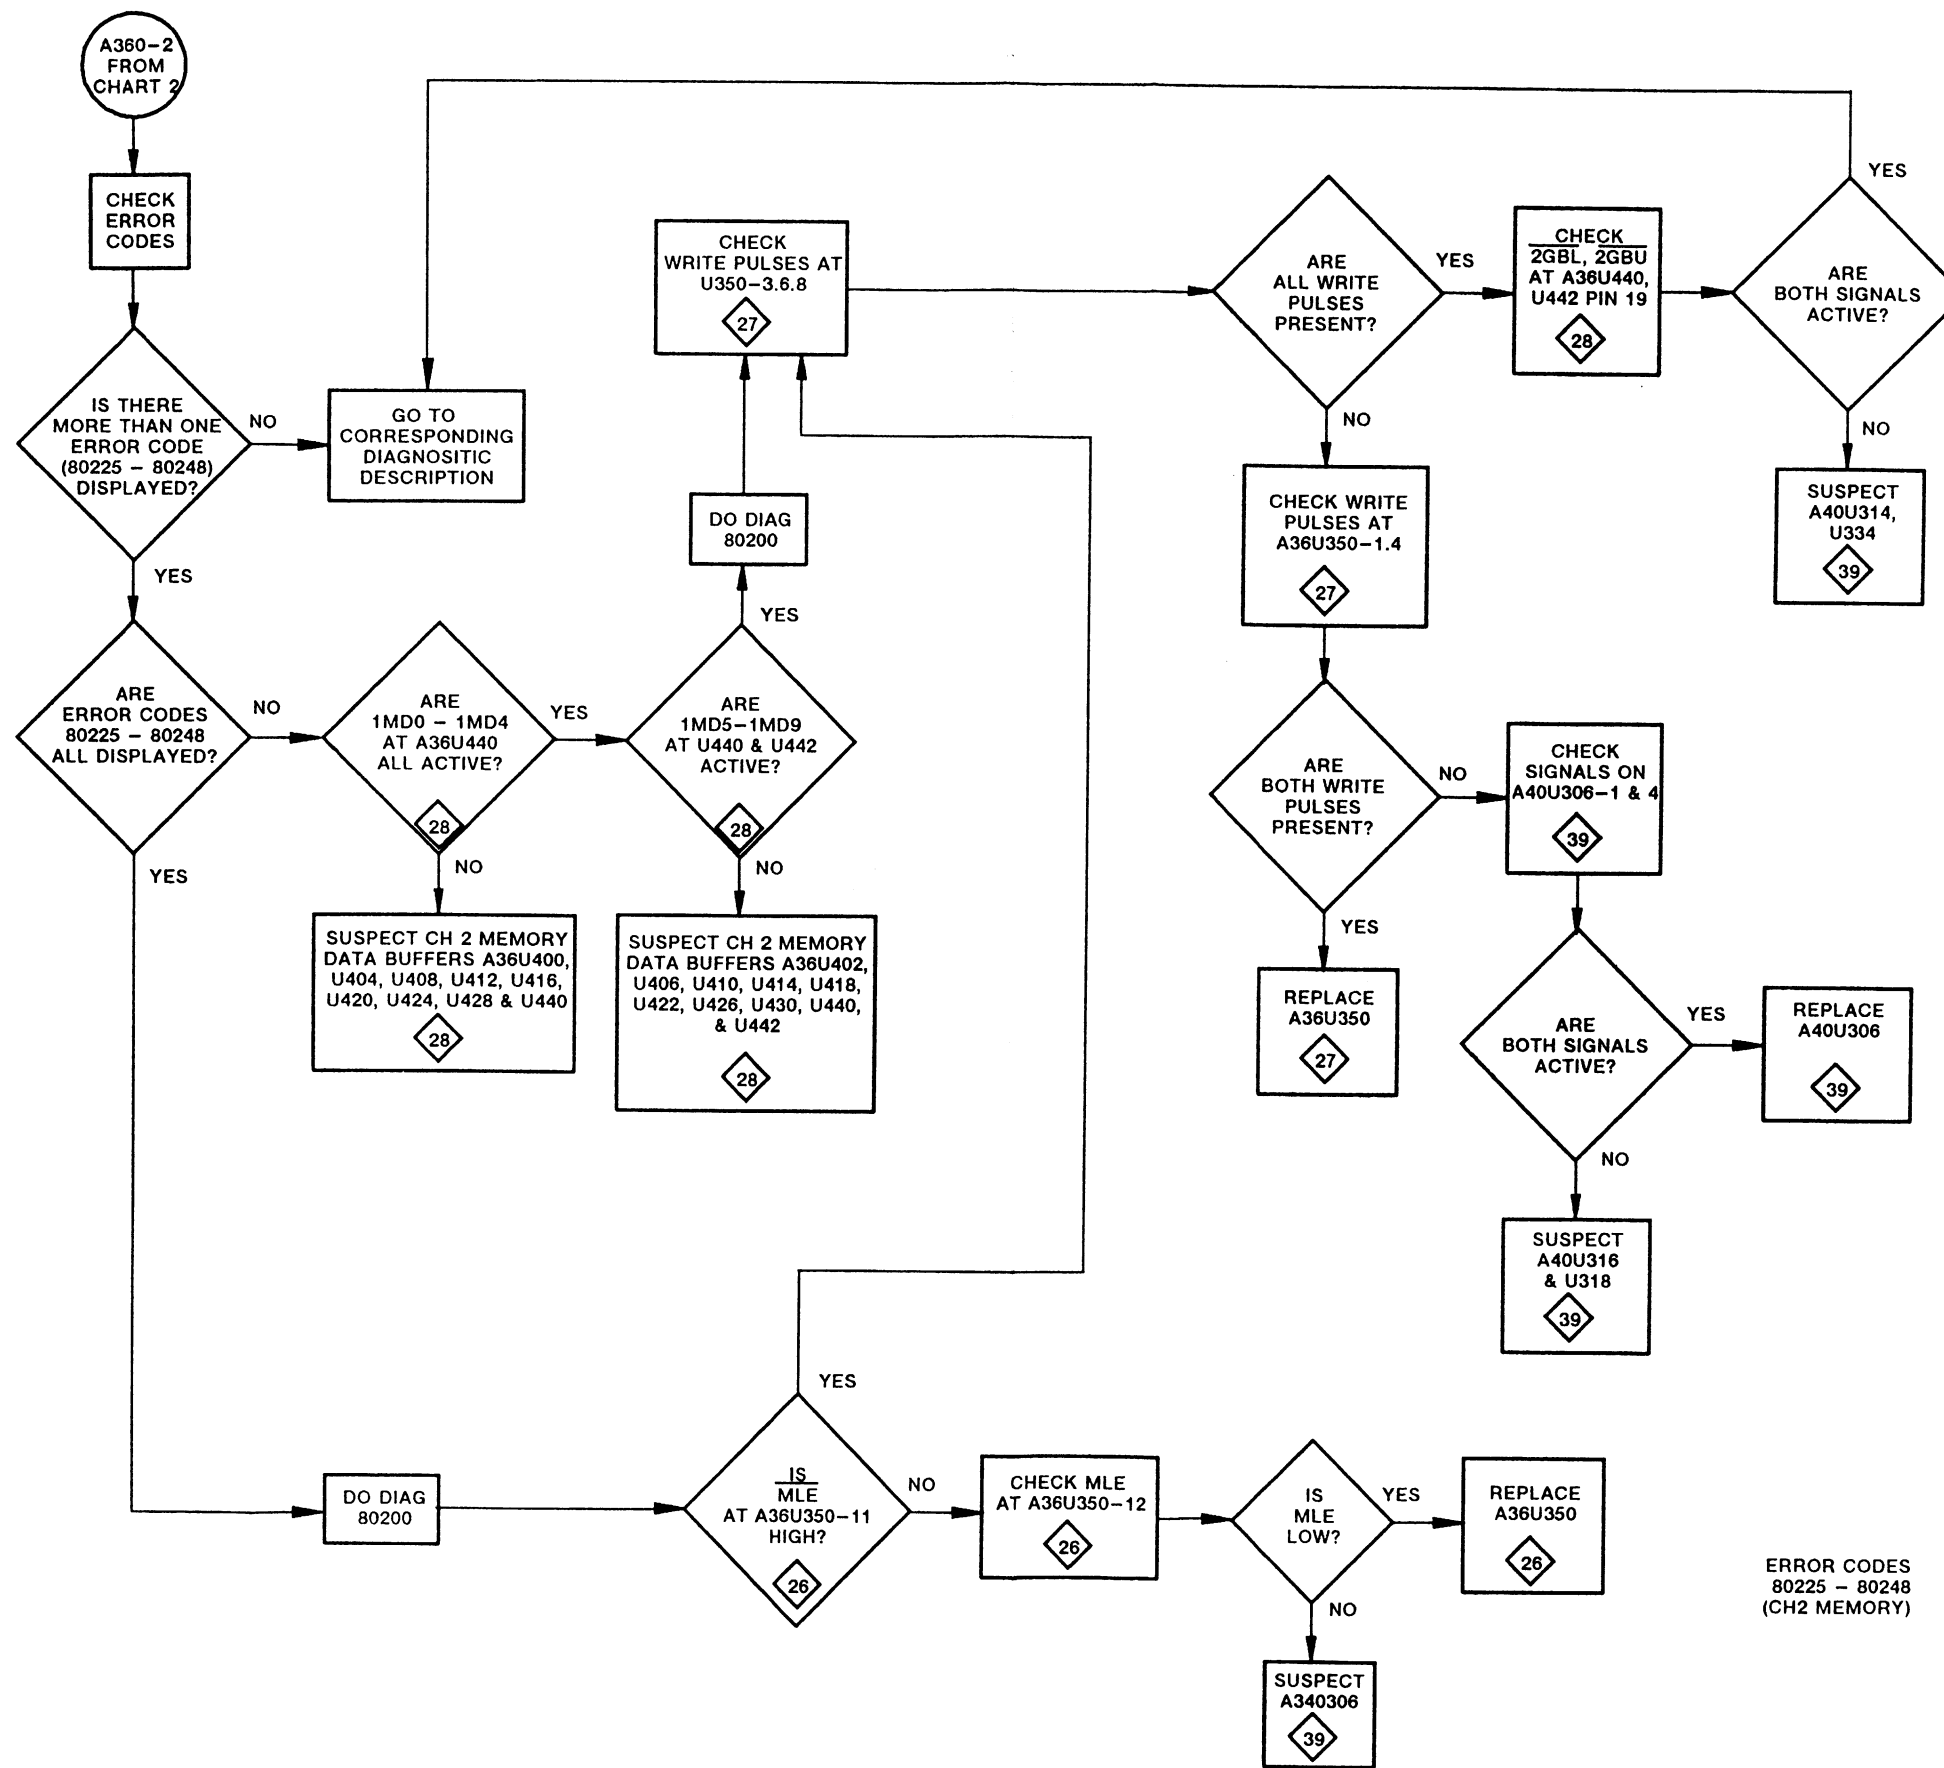 A360-2
FROM
CHART 2
CHECK
ERROR
CODES
IS THERE
MORE THAN ONE
ERROR CODE
(80225 - 80248)
DISPLAYED?
NO
YES
GO TO
CORRESPONDING
DIAGNOSITIC
DESCRIPTION
ARE
ERROR CODES
80225 - 80248
ALL DISPLAYED?
NO
YES
ARE
1MD0 - 1MD4
AT A36U440
ALL ACTIVE?
28
YES
NO
SUSPECT CH 2 MEMORY
DATA BUFFERS A36U400,
U404, U408, U412, U416,
U420, U424, U428 & U440
28
ARE
1MD5-1MD9
AT U440 & U442
ACTIVE?
28
YES
NO
SUSPECT CH 2 MEMORY
DATA BUFFERS A36U402,
U406, U410, U414, U418,
U422, U426, U430, U440,
& U442
28
DO DIAG
80200
CHECK
WRITE PULSES AT
U350-3.6.8
27
ARE
ALL WRITE
PULSES
PRESENT?
YES
NO
CHECK
2GBL, 2GBU
AT A36U440,
U442 PIN 19
28
ARE
BOTH SIGNALS
ACTIVE?
YES
NO
SUSPECT
A40U314,
U334
39
CHECK WRITE
PULSES AT
A36U350-1.4
27
ARE
BOTH WRITE
PULSES
PRESENT?
NO
YES
REPLACE
A36U350
27
CHECK
SIGNALS ON
A40U306-1 & 4
39
ARE
BOTH SIGNALS
ACTIVE?
YES
NO
REPLACE
A40U306
39
SUSPECT
A40U316
& U318
39
DO DIAG
80200
IS
MLE
AT A36U350-11
HIGH?
26
YES
NO
CHECK MLE
AT A36U350-12
26
IS
MLE
LOW?
YES
NO
REPLACE
A36U350
26
SUSPECT
A340306
39
ERROR CODES
80225 - 80248
(CH2 MEMORY)